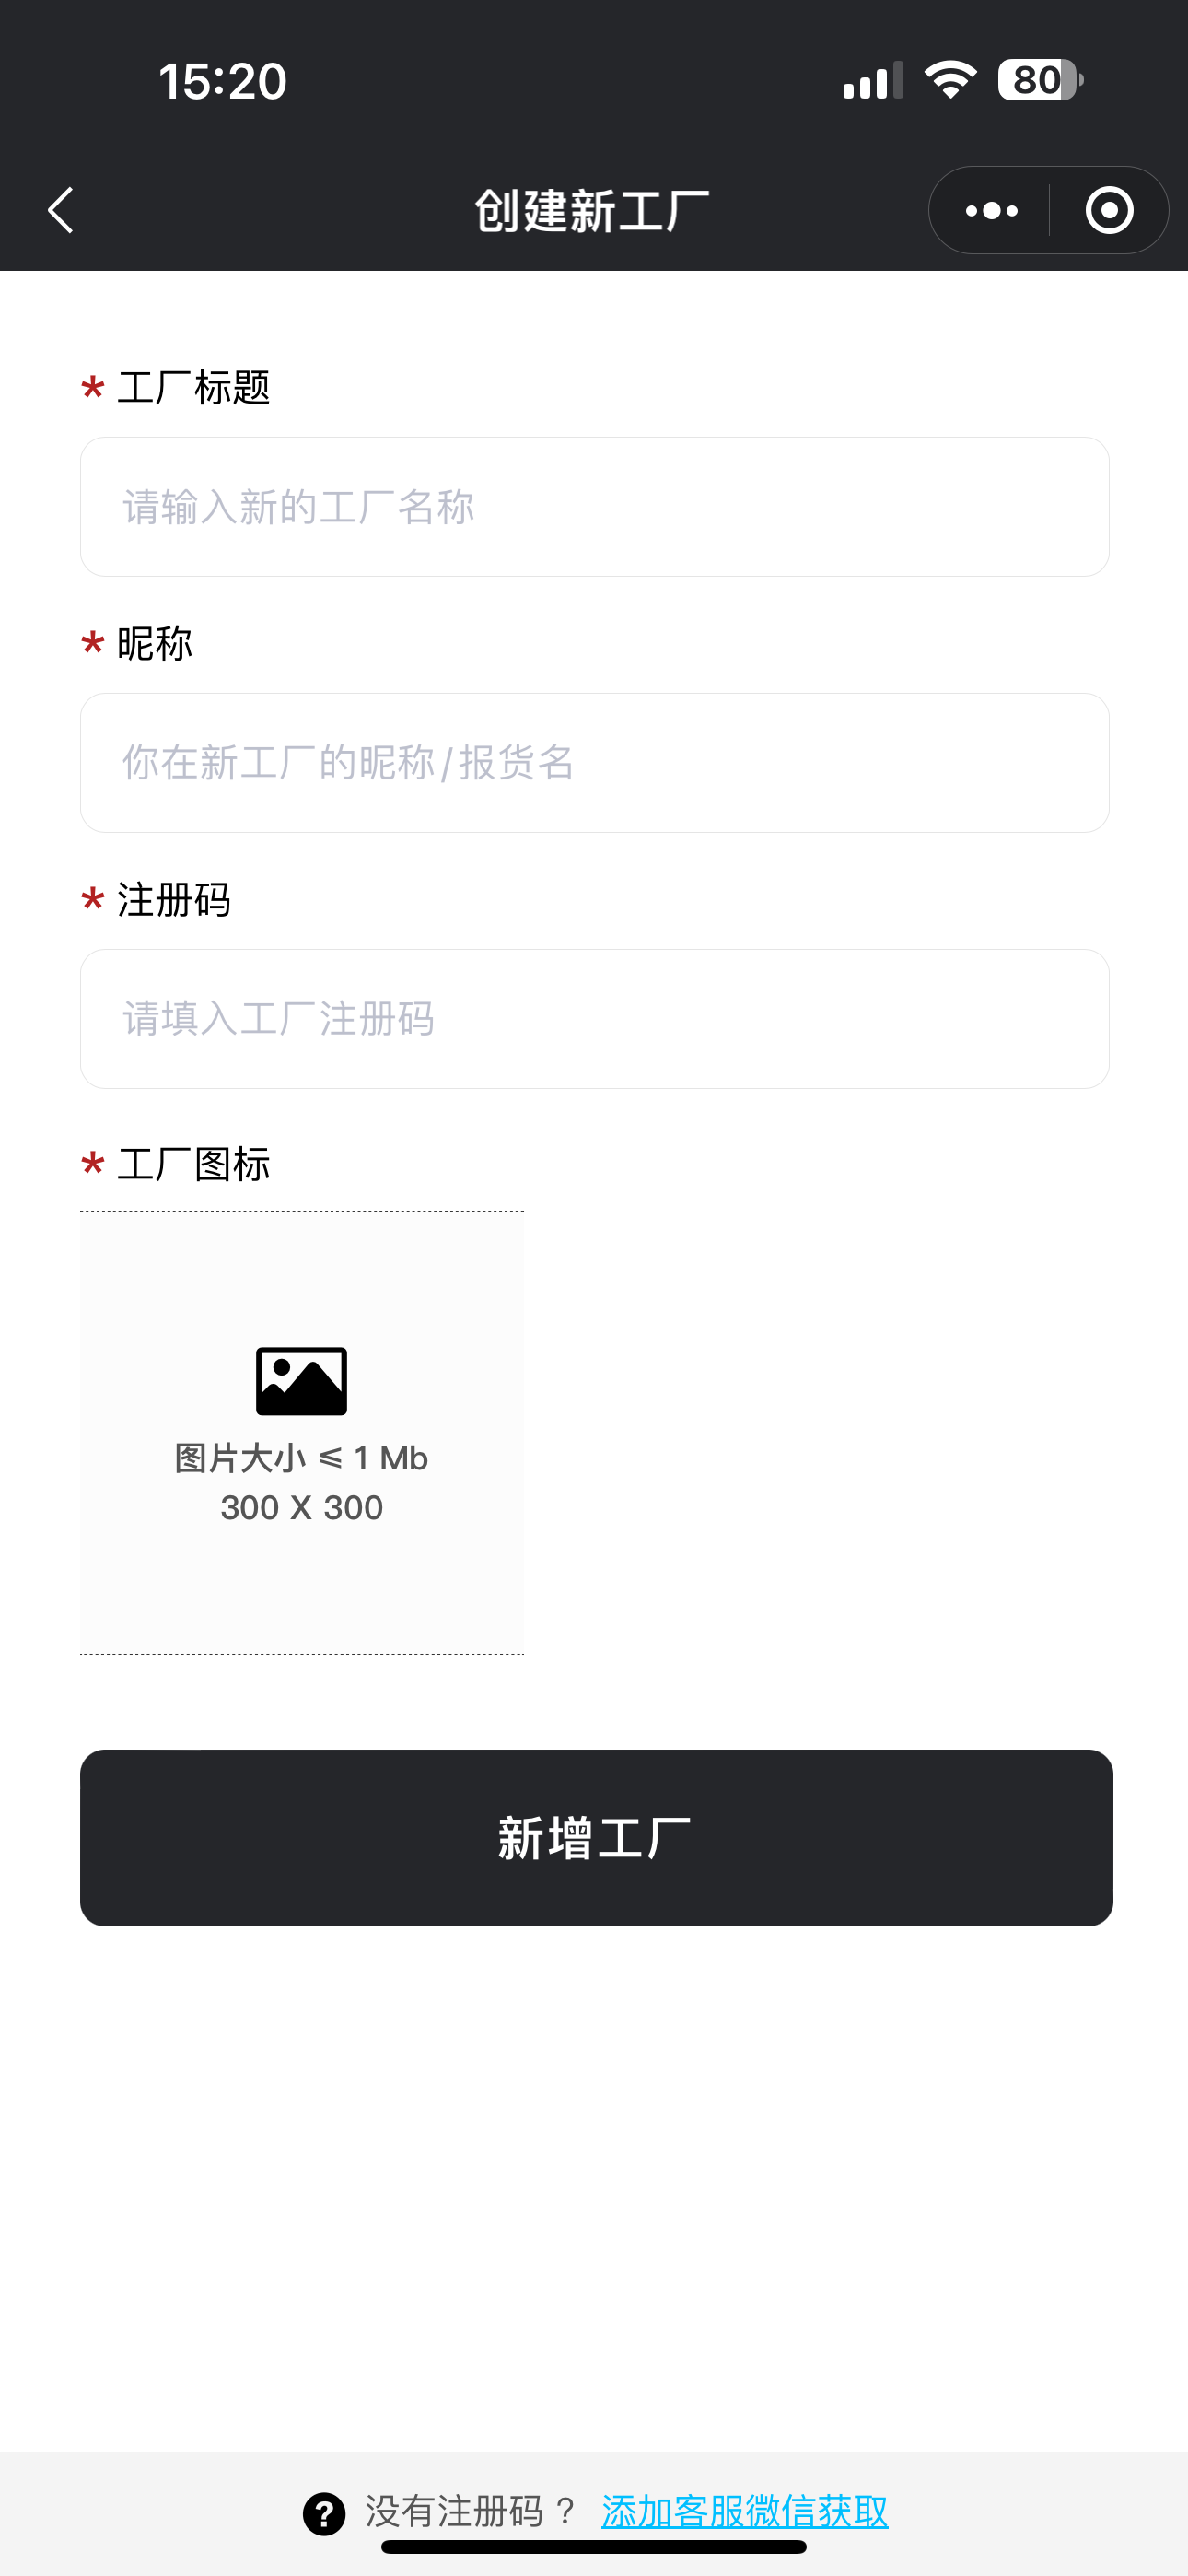 15:20
80
创建新工厂
* 工厂标题
请输入新的工厂名称
* 昵称
你在新工厂的昵称/报货名
* 注册码
请填入工厂注册码
* 工厂图标
图片大小 ≤ 1 Mb
300 X 300
新增工厂
? 没有注册码？ 添加客服微信获取